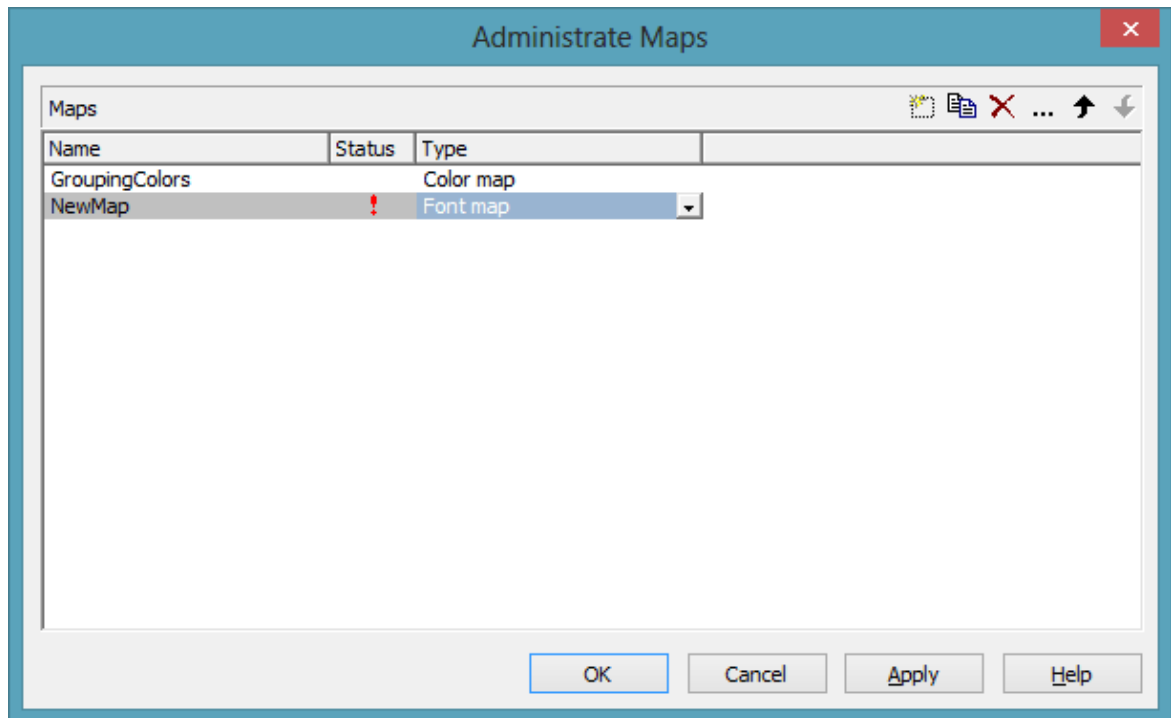 Administrate Maps
Maps
...
Name Status Type
GroupingColors Color map
NewMap ! Font map
OK Cancel Apply Help